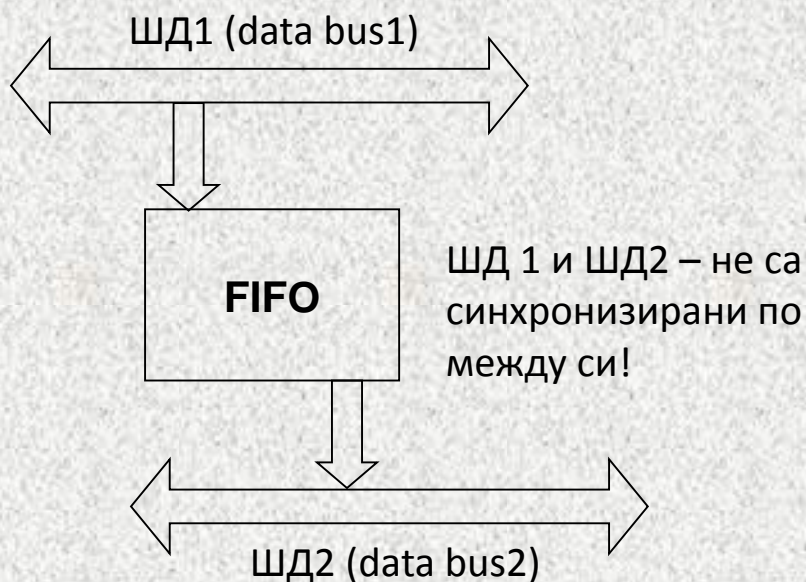 ШД1 (data bus1)
FIFO
ШД 1 и ШД2 – не са
синхронизирани по
между си!
ШД2 (data bus2)